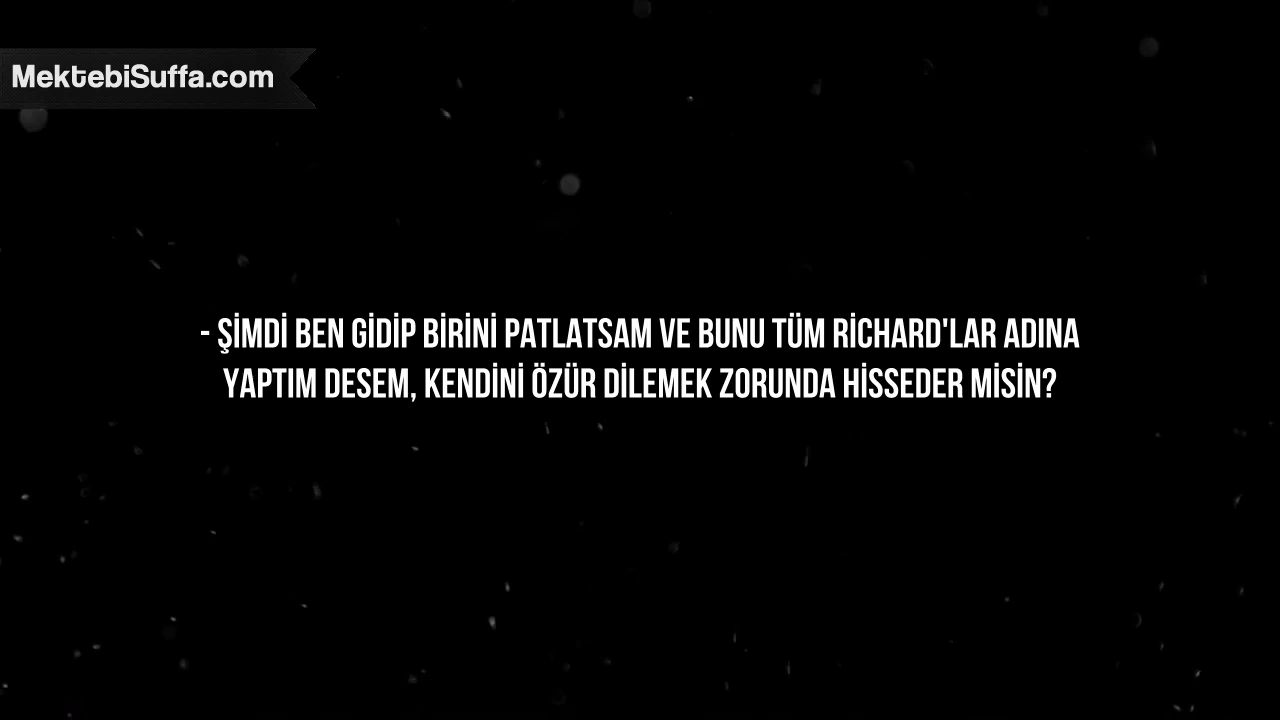 MektebiSuffa.com
- ŞİMDİ BEN GİDİP BİRİNİ PATLATSAM VE BUNU TÜM RİCHARD'LAR ADINA
YAPTIM DESEM, KENDİNİ ÖZÜR DİLEMEK ZORUNDA HİSSEDER MİSİN?